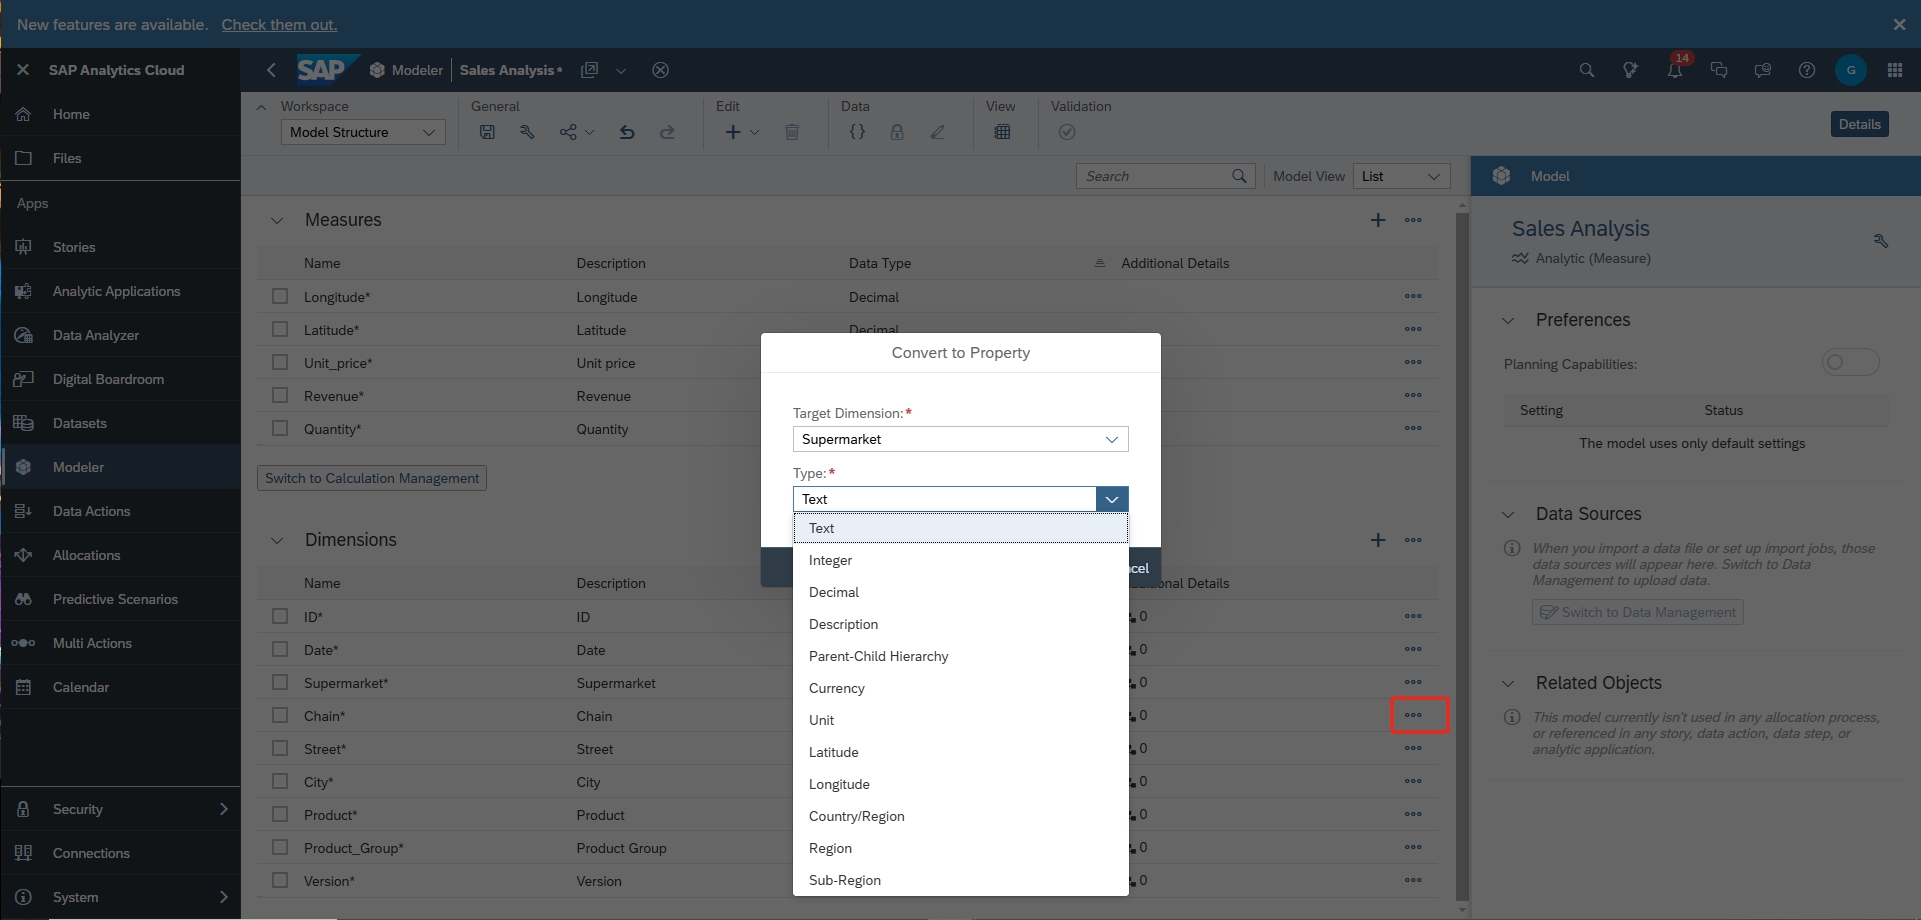 New features are available. Check them out.
SAP Analytics Cloud
SAP Modeler Sales Analysis*
14
G
Home
Files
Apps
Stories
Analytic Applications
Data Analyzer
Digital Boardroom
Datasets
Modeler
Data Actions
Allocations
Predictive Scenarios
Multi Actions
Calendar
Security
Connections
System
Workspace
Model Structure
General
Edit
Data
View
Validation
Details
Search
Model View List
Measures
Name Description Data Type Additional Details
Longitude* Longitude Decimal
Latitude* Latitude Decimal
Unit_price* Unit price
Revenue* Revenue
Quantity* Quantity
Switch to Calculation Management
Dimensions
Name Description
ID* ID 0
Date* Date 0
Supermarket* Supermarket 0
Chain* Chain 0
Street* Street 0
City* City 0
Product* Product 0
Product_Group* Product Group 0
Version* Version 0
Convert to Property
Target Dimension:*
Supermarket
Type:*
Text
Text
Integer
Decimal
Description
Parent-Child Hierarchy
Currency
Unit
Latitude
Longitude
Country/Region
Region
Sub-Region
ncel
Details
Model
Sales Analysis
Analytic (Measure)
Preferences
Planning Capabilities:
Setting Status
The model uses only default settings
Data Sources
When you import a data file or set up import jobs, those
data sources will appear here. Switch to Data
Management to upload data.
Switch to Data Management
Related Objects
This model currently isn't used in any allocation process,
or referenced in any story, data action, data step, or
analytic application.